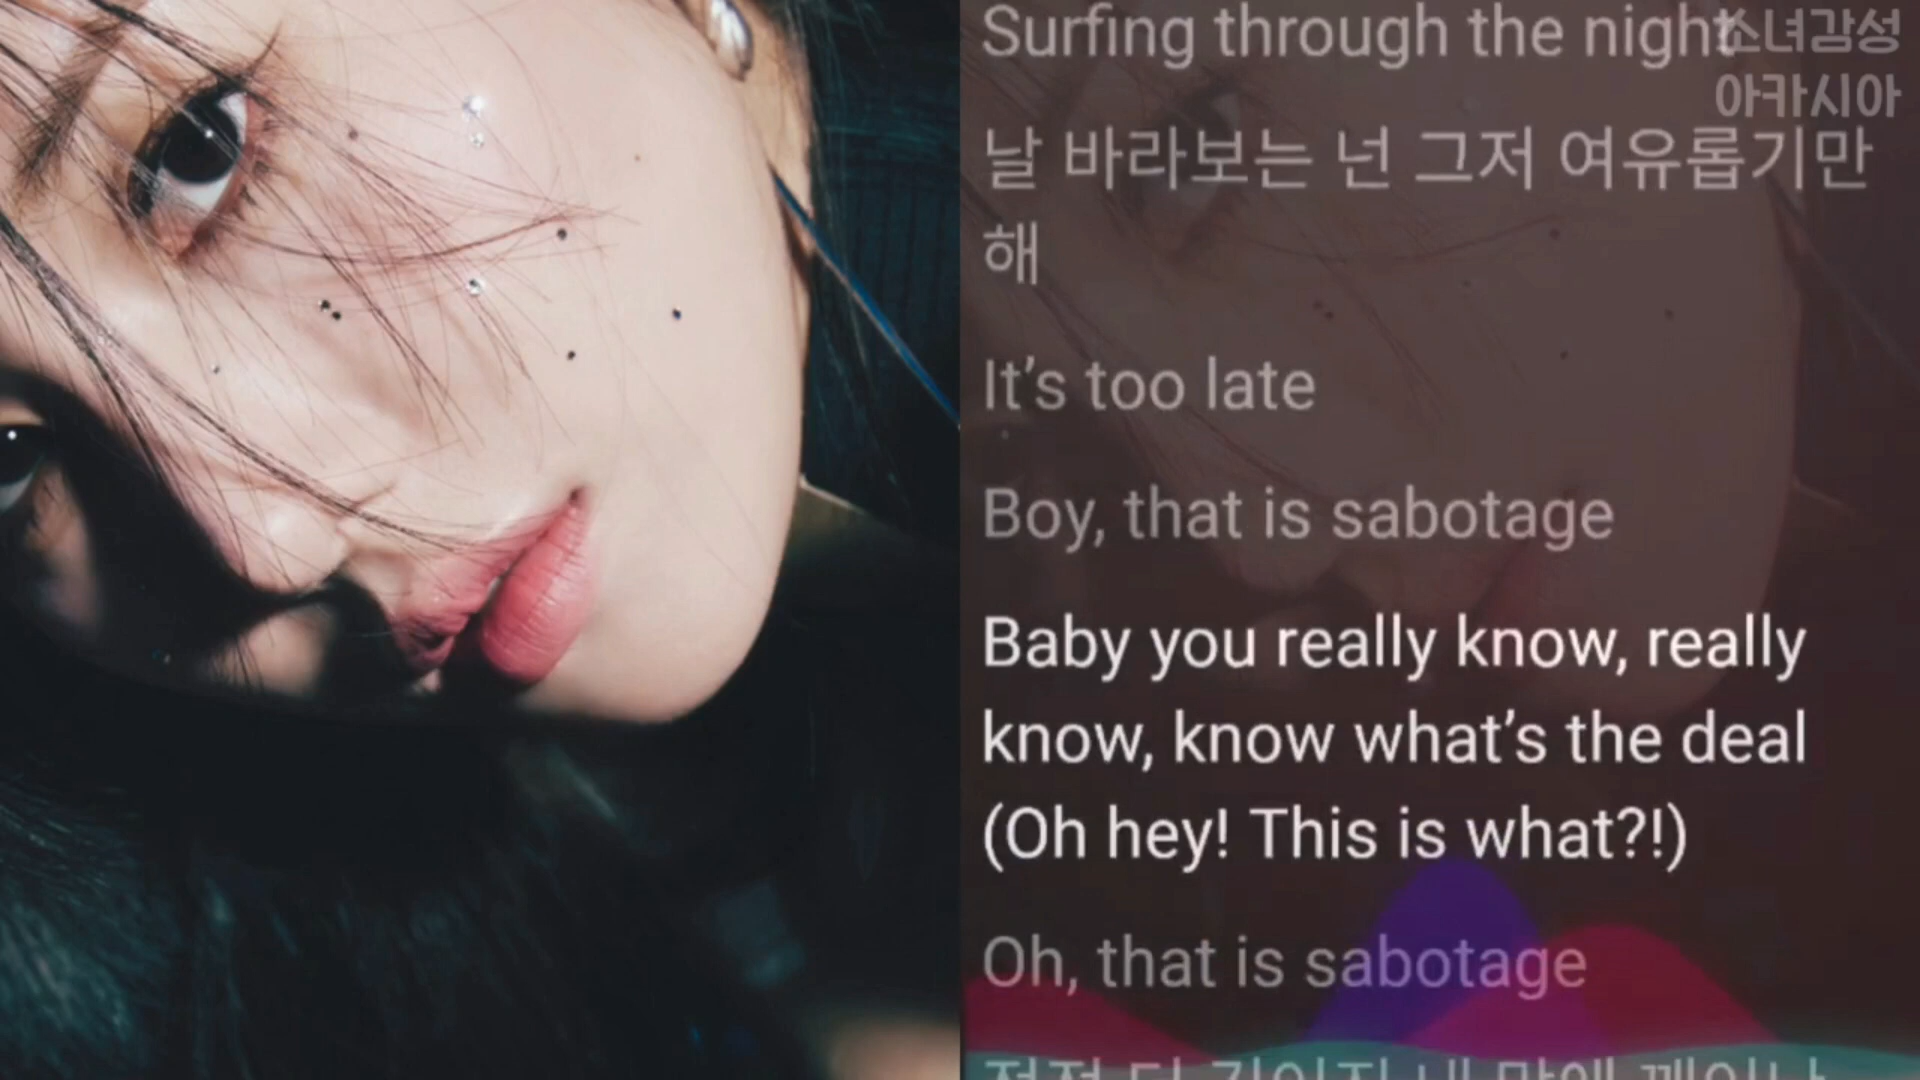 Surfing through the night
소녀감성
아카시아
날 바라보는 넌 그저 여유롭기만
해
It's too late
Boy, that is sabotage
Baby you really know, really
know, know what's the deal
(Oh hey! This is what?!)
Oh, that is sabotage